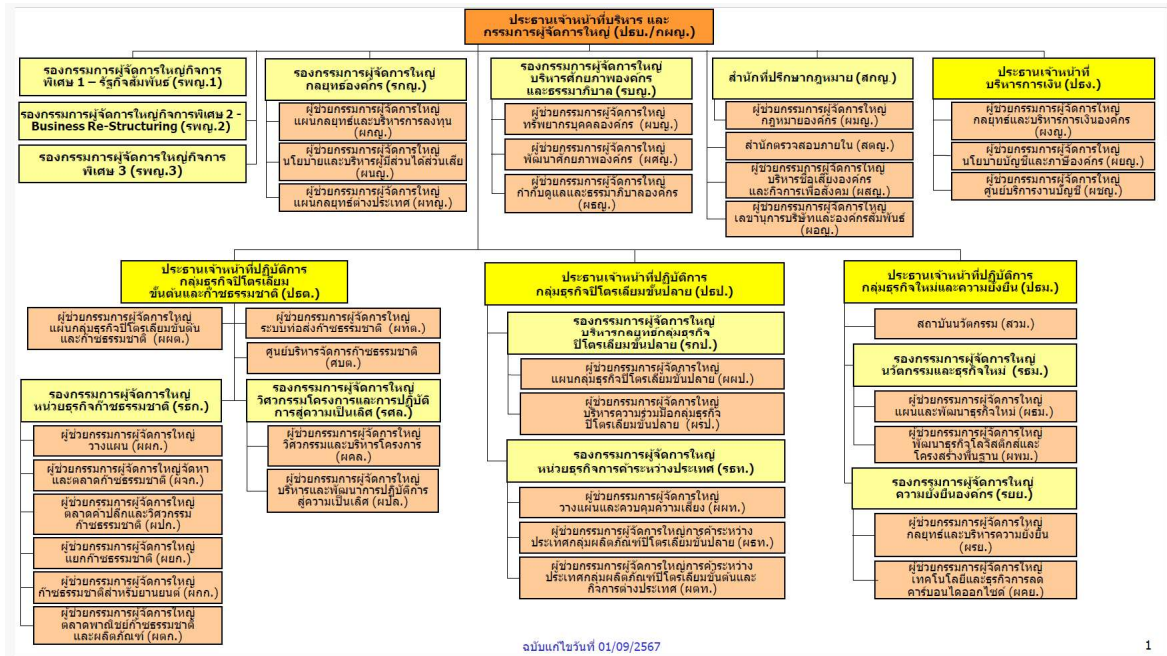 ประธานเจ้าหน้าที่บริหาร และ
กรรมการผู้จัดการใหญ่ (ปธบ./กผญ.)
รองกรรมการผู้จัดการใหญ่กิจการ
พิเศษ 1 – รัฐกิจสัมพันธ์ (รพญ.1)
รองกรรมการผู้จัดการใหญ่กิจการพิเศษ 2 -
Business Re-Structuring (รพญ.2)
รองกรรมการผู้จัดการใหญ่กิจการ
พิเศษ 3 (รพญ.3)
รองกรรมการผู้จัดการใหญ่
กลยุทธ์องค์กร (รกญ.)
ผู้ช่วยกรรมการผู้จัดการใหญ่
แผนกลยุทธ์และบริหารการลงทุน
(ผกญ.)
ผู้ช่วยกรรมการผู้จัดการใหญ่
นโยบายและบริหารผู้มีส่วนได้ส่วนเสีย
(ผนญ.)
ผู้ช่วยกรรมการผู้จัดการใหญ่
แผนกลยุทธ์ต่างประเทศ (ผทญ.)
รองกรรมการผู้จัดการใหญ่
บริหารศักยภาพองค์กร
และธรรมาภิบาล (รบญ.)
ผู้ช่วยกรรมการผู้จัดการใหญ่
ทรัพยากรบุคคลองค์กร (ผบญ.)
ผู้ช่วยกรรมการผู้จัดการใหญ่
พัฒนาศักยภาพองค์กร (ผศญ.)
ผู้ช่วยกรรมการผู้จัดการใหญ่
กำกับดูแลและธรรมาภิบาลองค์กร
(ผธญ.)
สำนักที่ปรึกษากฎหมาย (สกญ.)
ผู้ช่วยกรรมการผู้จัดการใหญ่
กฎหมายองค์กร (ผมญ.)
สำนักตรวจสอบภายใน (สตญ.)
ผู้ช่วยกรรมการผู้จัดการใหญ่
บริหารชื่อเสียงองค์กร
และกิจการเพื่อสังคม (ผสญ.)
ผู้ช่วยกรรมการผู้จัดการใหญ่
เลขานุการบริษัทและองค์กรสัมพันธ์
(ผอญ.)
ประธานเจ้าหน้าที่
บริหารการเงิน (ปธง.)
ผู้ช่วยกรรมการผู้จัดการใหญ่
กลยุทธ์และบริหารการเงินองค์กร
(ผงญ.)
ผู้ช่วยกรรมการผู้จัดการใหญ่
นโยบายบัญชีและภาษีองค์กร (ผยญ.)
ผู้ช่วยกรรมการผู้จัดการใหญ่
ศูนย์บริการงานบัญชี (ผชญ.)
ประธานเจ้าหน้าที่ปฏิบัติการ
กลุ่มธุรกิจปิโตรเลียม
ขั้นต้นและก๊าซธรรมชาติ (ปธต.)
ผู้ช่วยกรรมการผู้จัดการใหญ่
แผนกลุ่มธุรกิจปิโตรเลียมขั้นต้น
และก๊าซธรรมชาติ (ผผต.)
ผู้ช่วยกรรมการผู้จัดการใหญ่
ระบบท่อส่งก๊าซธรรมชาติ (ผทต.)
ศูนย์บริหารจัดการก๊าซธรรมชาติ
(ศบต.)
รองกรรมการผู้จัดการใหญ่
หน่วยธุรกิจก๊าซธรรมชาติ (รธก.)
ผู้ช่วยกรรมการผู้จัดการใหญ่
วางแผน (ผผก.)
ผู้ช่วยกรรมการผู้จัดการใหญ่จัดหา
และตลาดก๊าซธรรมชาติ (ผจก.)
ผู้ช่วยกรรมการผู้จัดการใหญ่
ตลาดค้าปลีกและวิศวกรรม
ก๊าซธรรมชาติ (ผปก.)
ผู้ช่วยกรรมการผู้จัดการใหญ่
แยกก๊าซธรรมชาติ (ผยก.)
ผู้ช่วยกรรมการผู้จัดการใหญ่
ก๊าซธรรมชาติสำหรับยานยนต์ (ผกก.)
ผู้ช่วยกรรมการผู้จัดการใหญ่
ตลาดพาณิชย์ก๊าซธรรมชาติ
และผลิตภัณฑ์ (ผตก.)
รองกรรมการผู้จัดการใหญ่
วิศวกรรมโครงการและการปฏิบัติ
การสู่ความเป็นเลิศ (รศล.)
ผู้ช่วยกรรมการผู้จัดการใหญ่
วิศวกรรมและบริหารโครงการ
(ผคล.)
ผู้ช่วยกรรมการผู้จัดการใหญ่
บริหารและพัฒนาการปฏิบัติการ
สู่ความเป็นเลิศ (ผปล.)
ประธานเจ้าหน้าที่ปฏิบัติการ
กลุ่มธุรกิจปิโตรเลียมขั้นปลาย (ปธป.)
รองกรรมการผู้จัดการใหญ่
บริหารกลยุทธ์กลุ่มธุรกิจ
ปิโตรเลียมขั้นปลาย (รกป.)
ผู้ช่วยกรรมการผู้จัดการใหญ่
แผนกลุ่มธุรกิจปิโตรเลียมขั้นปลาย (ผผป.)
ผู้ช่วยกรรมการผู้จัดการใหญ่
บริหารความร่วมมือกลุ่มธุรกิจ
ปิโตรเลียมขั้นปลาย (ผรป.)
รองกรรมการผู้จัดการใหญ่
หน่วยธุรกิจการค้าระหว่างประเทศ (รธท.)
ผู้ช่วยกรรมการผู้จัดการใหญ่
วางแผนและควบคุมความเสี่ยง (ผผท.)
ผู้ช่วยกรรมการผู้จัดการใหญ่การค้าระหว่าง
ประเทศกลุ่มผลิตภัณฑ์ปิโตรเลียมขั้นปลาย (ผธท.)
ผู้ช่วยกรรมการผู้จัดการใหญ่การค้าระหว่าง
ประเทศกลุ่มผลิตภัณฑ์ปิโตรเลียมขั้นต้นและ
กิจการต่างประเทศ (ผตท.)
ประธานเจ้าหน้าที่ปฏิบัติการ
กลุ่มธุรกิจใหม่และความยั่งยืน (ปธม.)
สถาบันนวัตกรรม (สวม.)
รองกรรมการผู้จัดการใหญ่
นวัตกรรมและธุรกิจใหม่ (รธม.)
ผู้ช่วยกรรมการผู้จัดการใหญ่
แผนและพัฒนาธุรกิจใหม่ (ผธม.)
ผู้ช่วยกรรมการผู้จัดการใหญ่
พัฒนาธุรกิจโลจิสติกส์และ
โครงสร้างพื้นฐาน (ผพม.)
รองกรรมการผู้จัดการใหญ่
ความยั่งยืนองค์กร (รยย.)
ผู้ช่วยกรรมการผู้จัดการใหญ่
กลยุทธ์และบริหารความยั่งยืน
(ผรย.)
ผู้ช่วยกรรมการผู้จัดการใหญ่
เทคโนโลยีและธุรกิจการลด
คาร์บอนไดออกไซด์ (ผคย.)
ฉบับแก้ไขวันที่ 01/09/2567
1